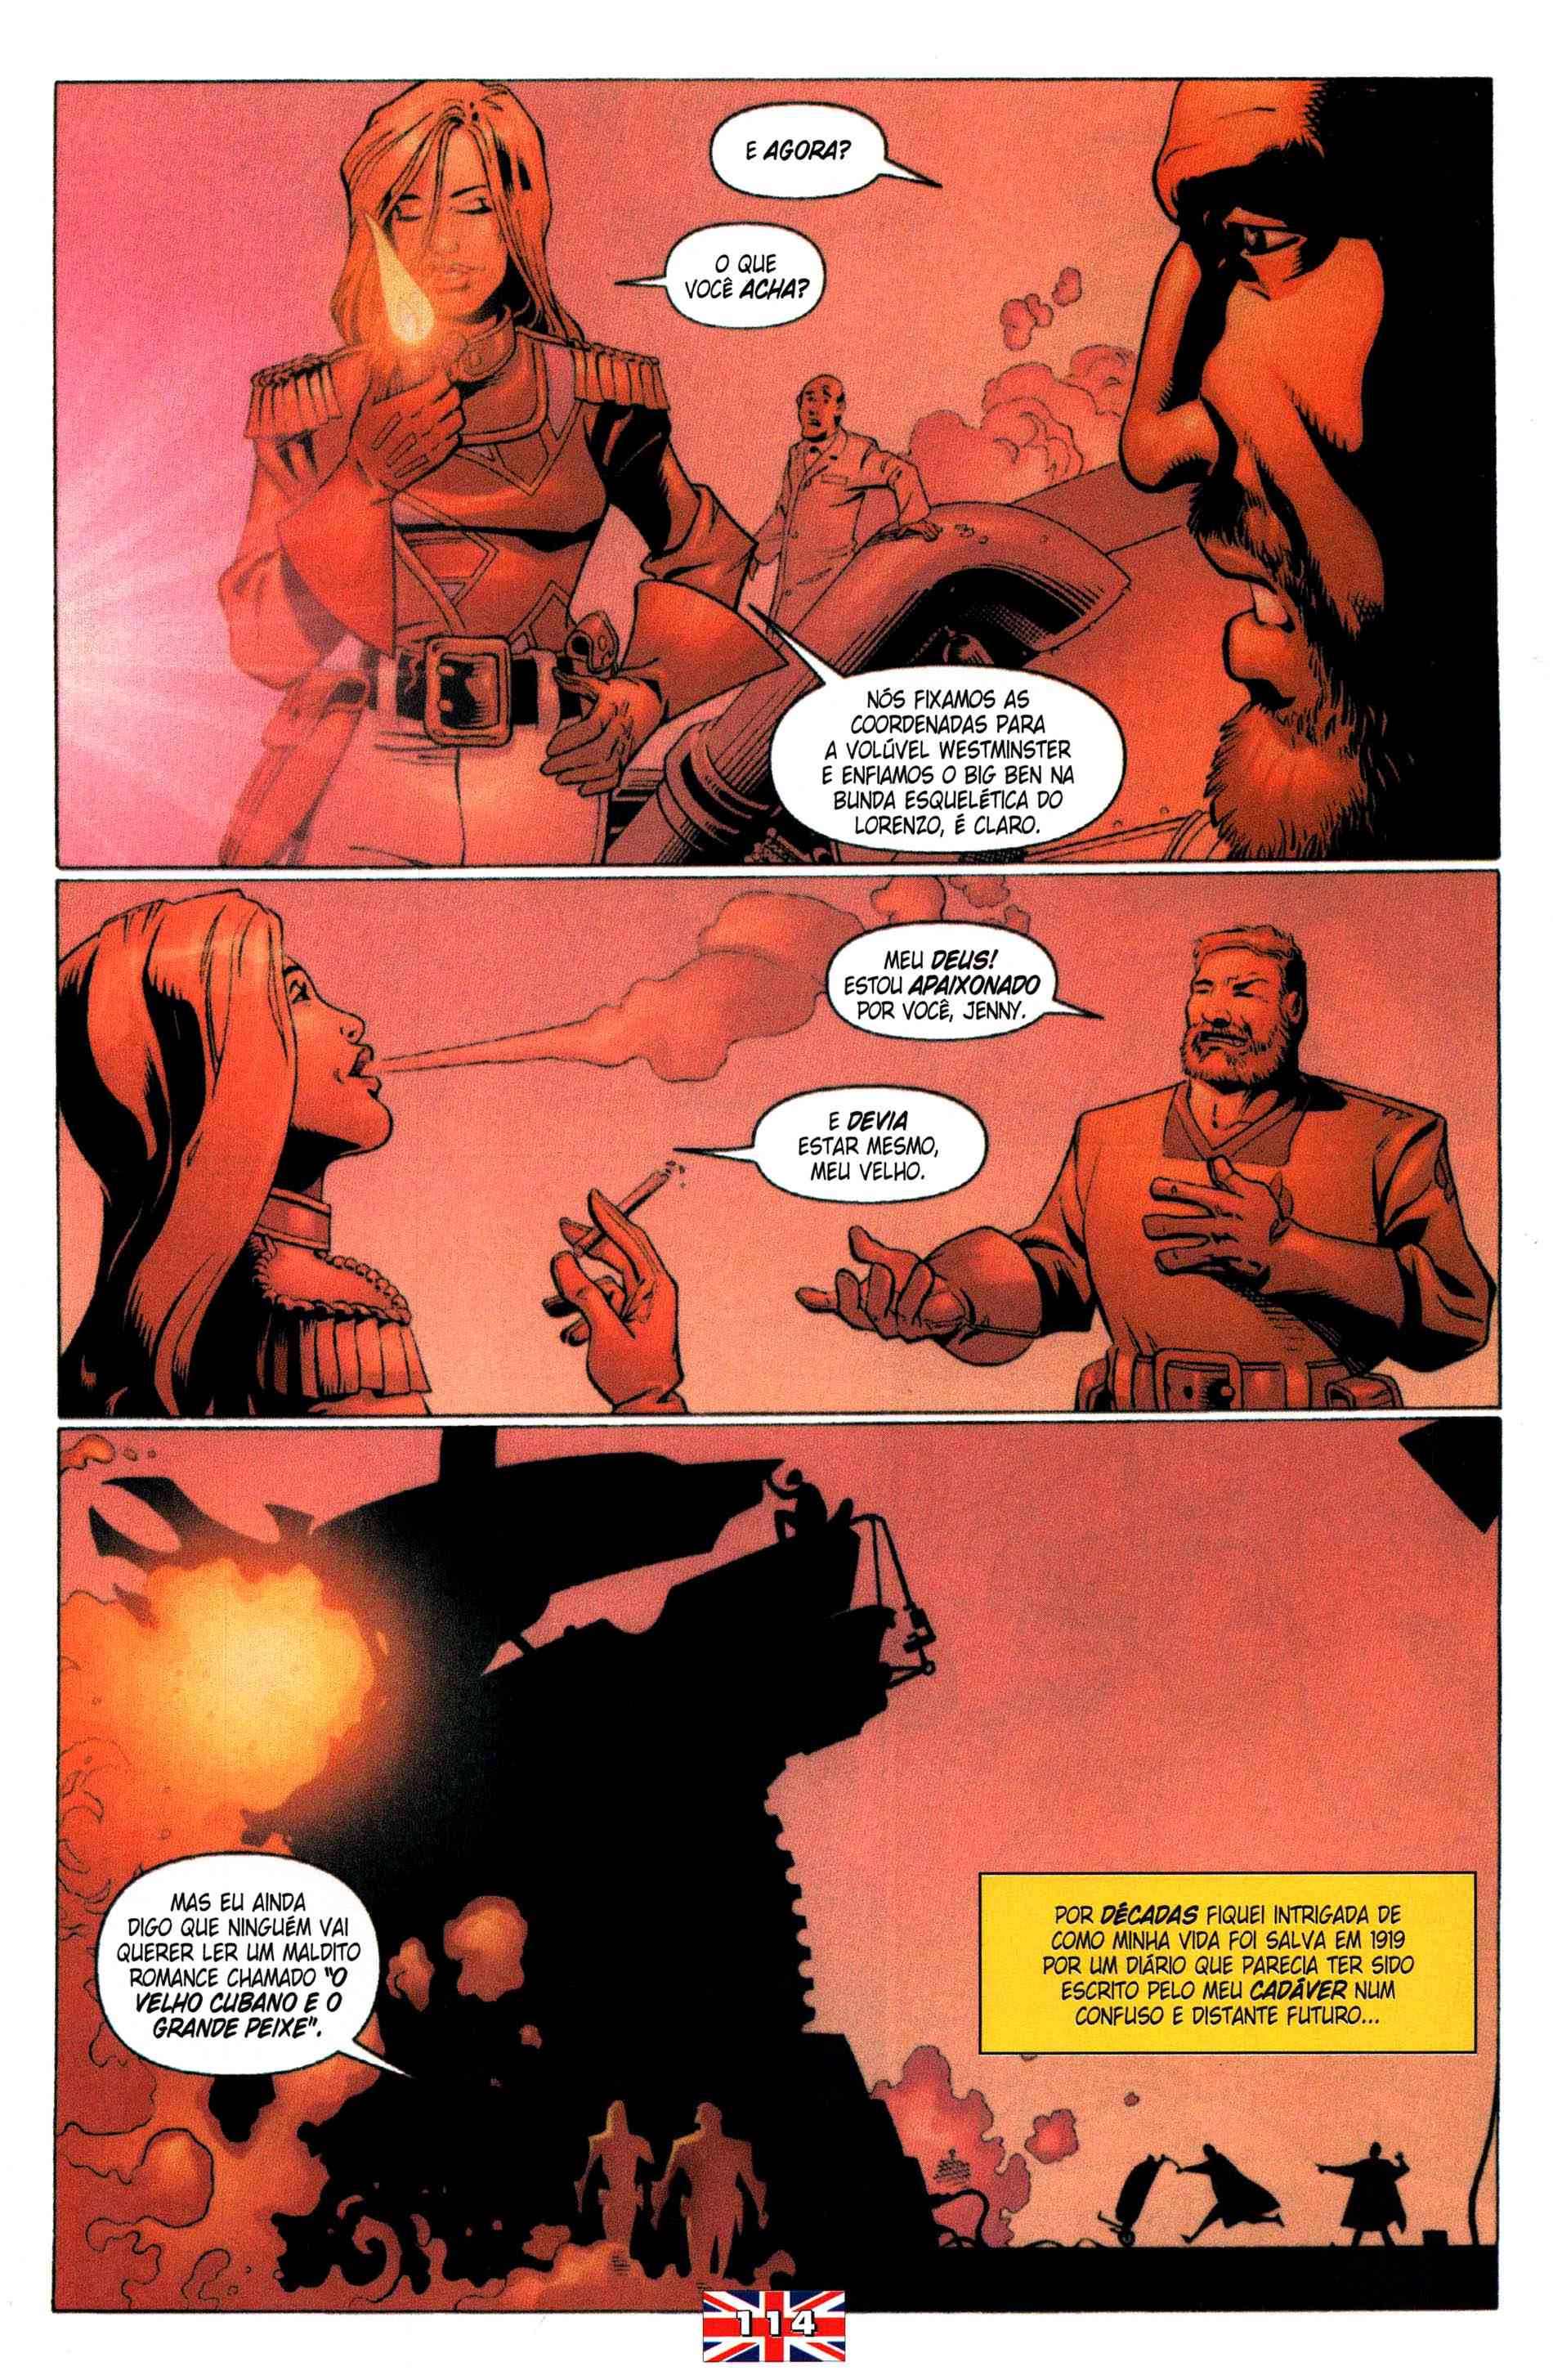 E AGORA?
O QUE
VOCÊ ACHA?
NÓS FIXAMOS AS
COORDENADAS PARA
A VOLÚVEL WESTMINSTER
E ENFIAMOS O BIG BEN NA
BUNDA ESQUELÉTICA DO
LORENZO, É CLARO.
MEU DEUS!
ESTOU APAIXONADO
POR VOCÊ, JENNY.
E DEVIA
ESTAR MESMO,
MEU VELHO.
MAS EU AINDA
DIGO QUE NINGUÉM VAI
QUERER LER UM MALDITO
ROMANCE CHAMADO "O
VELHO CUBANO E O
GRANDE PEIXE".
POR DÉCADAS FIQUEI INTRIGADA DE
COMO MINHA VIDA FOI SALVA EM 1919
POR UM DIÁRIO QUE PARECIA TER SIDO
ESCRITO PELO MEU CADÁVER NUM
CONFUSO E DISTANTE FUTURO...
114